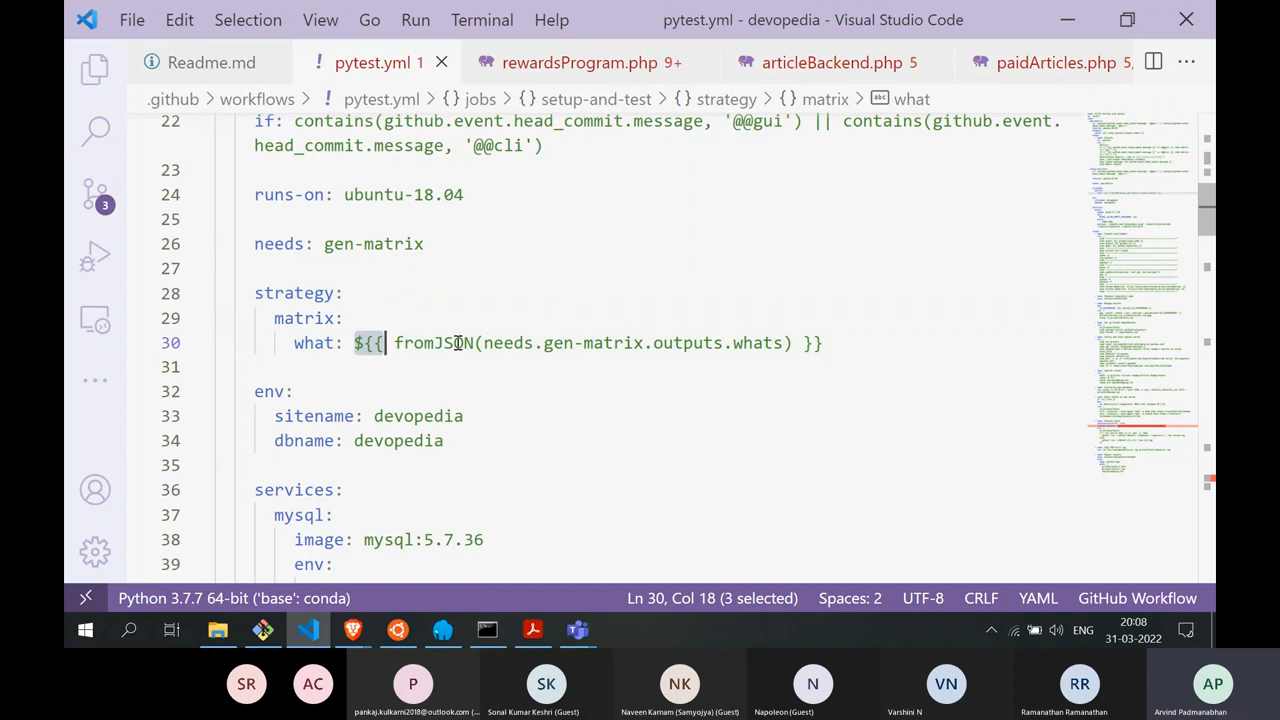 File Edit Selection View Go Run Terminal Help pytest.yml - devopedia - Visual Studio Code
Readme.md ! pytest.yml 1 rewardsProgram.php 9+ articleBackend.php 5 paidArticles.php 5,
.github > workflows > ! pytest.yml > {} jobs > {} setup-and-test > {} strategy > {} matrix > abc what
22 if: contains(github.event.head_commit.message, '@@gui') || contains(github.event.
head_commit.message, '@@cli')
24 runs-on: ubuntu-18.04
25
26 needs: gen-matrix
27
28 strategy:
29 matrix:
30 what: ${{ fromJSON(needs.gen-matrix.outputs.whats) }}
31
32 env:
33 sitename: devopedia
34 dbname: devopedia
35
36 services:
37 mysql:
38 image: mysql:5.7.36
39 env:
3
Python 3.7.7 64-bit ('base': conda) Ln 30, Col 18 (3 selected) Spaces: 2 UTF-8 CRLF YAML GitHub Workflow
ENG 20:08
31-03-2022
SR AC P SK NK N VN RR AP
pankaj.kulkarni2018@outlook.com (... Sonal Kumar Keshri (Guest) Naveen Karnam (Samyojya) (Guest) Napoleon (Guest) Varshini N Ramanathan Ramanathan Arvind Padmanabhan